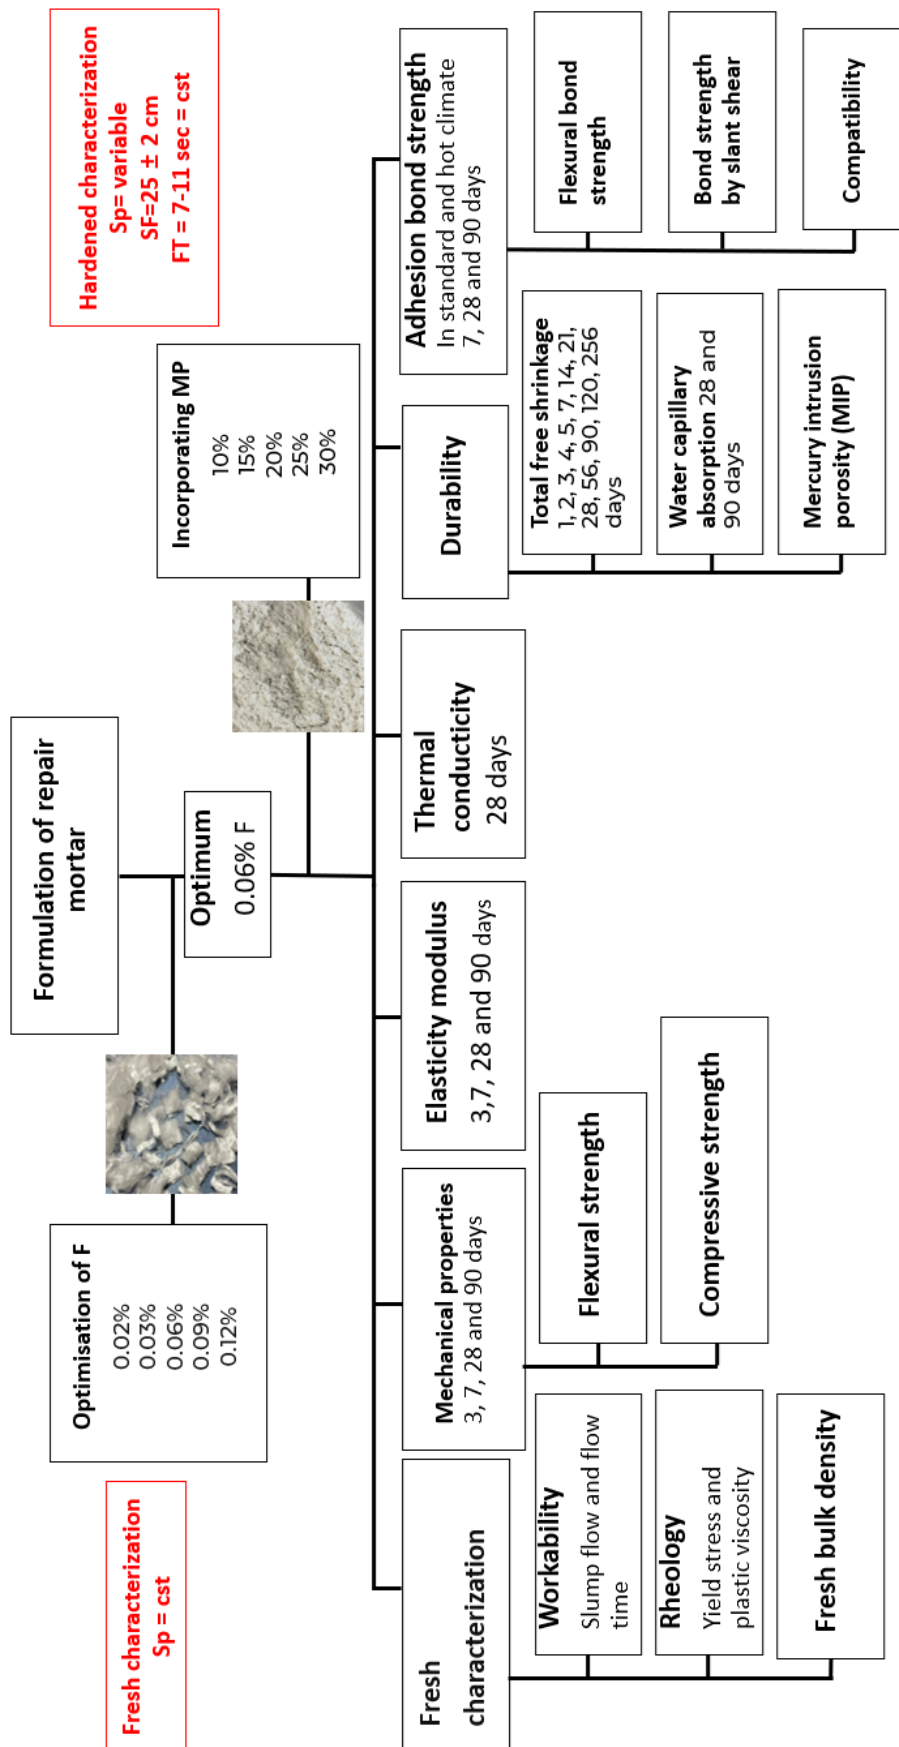 Formulation of repair
mortar
Fresh characterization
Sp = cst
Optimisation of F
0.02%
0.03%
0.06%
0.09%
0.12%
Hardened characterization
Sp= variable
SF=25 ± 2 cm
FT = 7-11 sec = cst
Optimum
0.06% F
Incorporating MP
10%
15%
20%
25%
30%
Fresh
characterization
Workability
Slump flow and flow
time
Rheology
Yield stress and
plastic viscosity
Fresh bulk density
Mechanical properties
3, 7, 28 and 90 days
Flexural strength
Compressive strength
Elasticity modulus
3,7, 28 and 90 days
Thermal
conducticity
28 days
Durability
Total free shrinkage
1, 2, 3, 4, 5, 7, 14, 21,
28, 56, 90, 120, 256
days
Water capillary
absorption 28 and
90 days
Mercury intrusion
porosity (MIP)
Adhesion bond strength
In standard and hot climate
7, 28 and 90 days
Flexural bond
strength
Bond strength
by slant shear
Compatibility